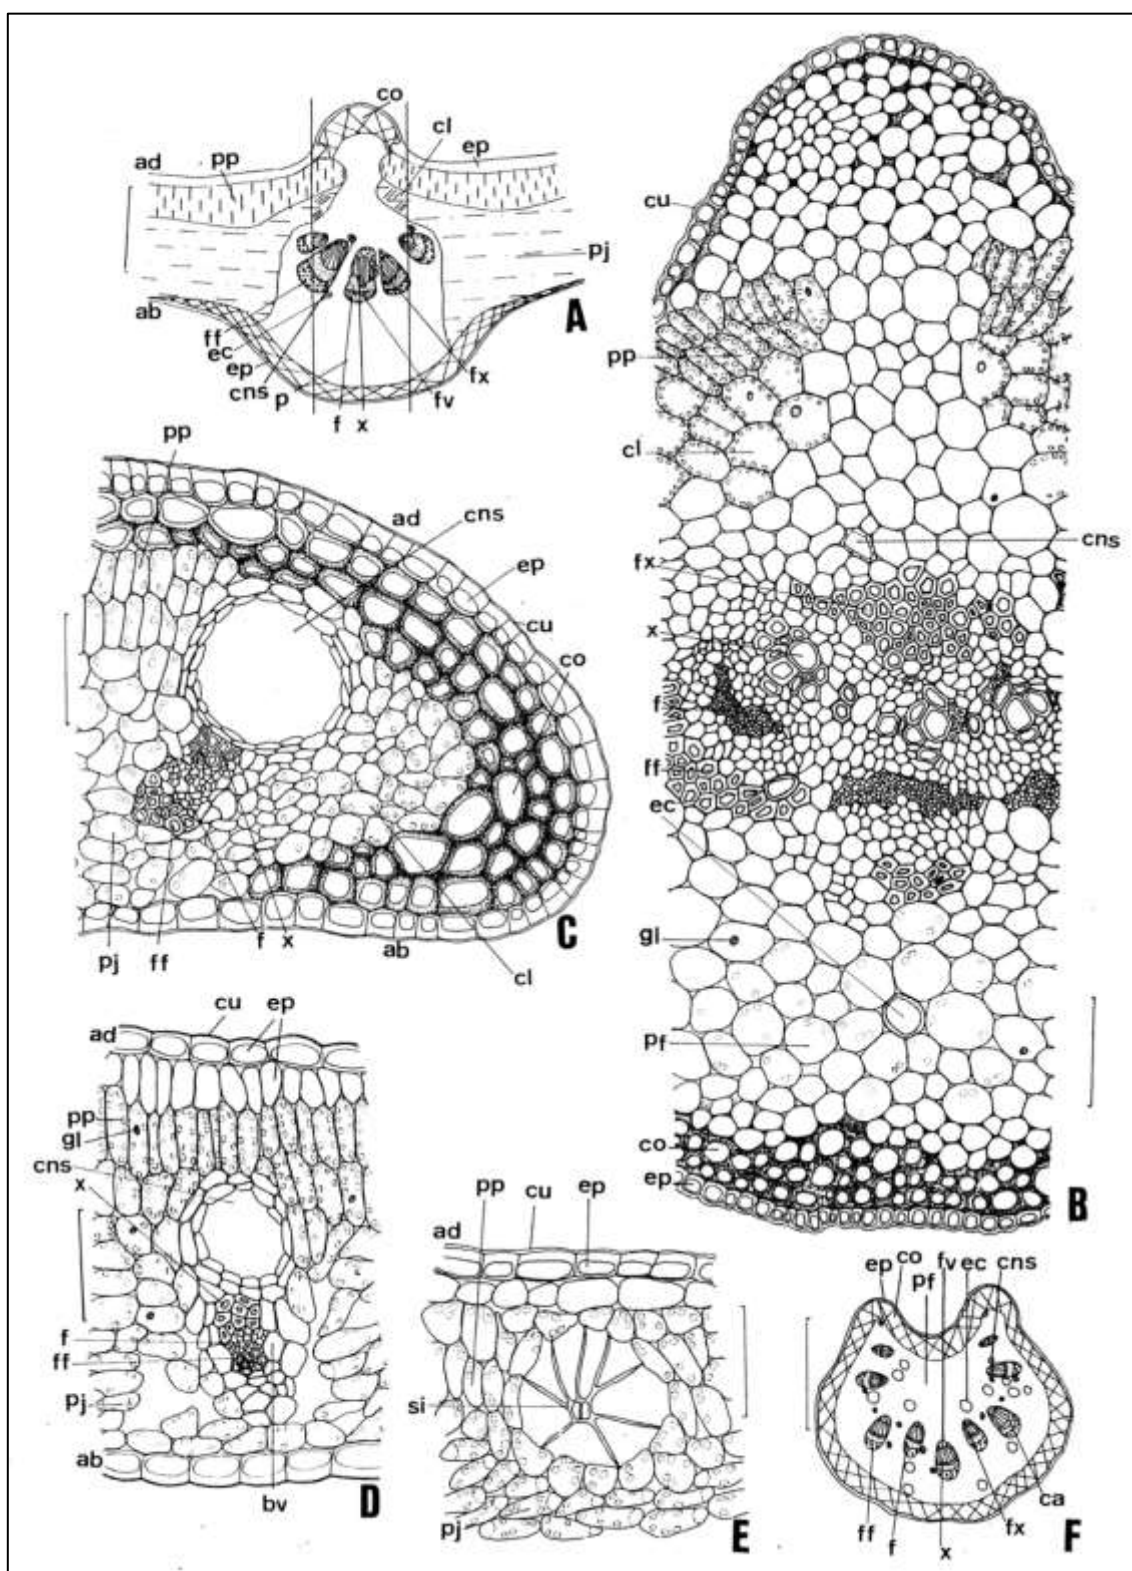 co
cl
ep
ad
pp
pj
ab
A
ff
ec
ep
cns
p
f x
fv
fx
cu
pp
cl
cns
fx
x
f
ff
ec
gl
pf
co
ep
B
pp
ad
cns
ep
cu
co
C
pj
ff
f
x
ab
cl
cu
ep
ad
pp
gl
cns
x
f
ff
pj
ab
bv
D
pp
cu
ep
ad
si
pj
E
ep
co
pf
fv
ec
cns
ff
f
x
fx
ca
F